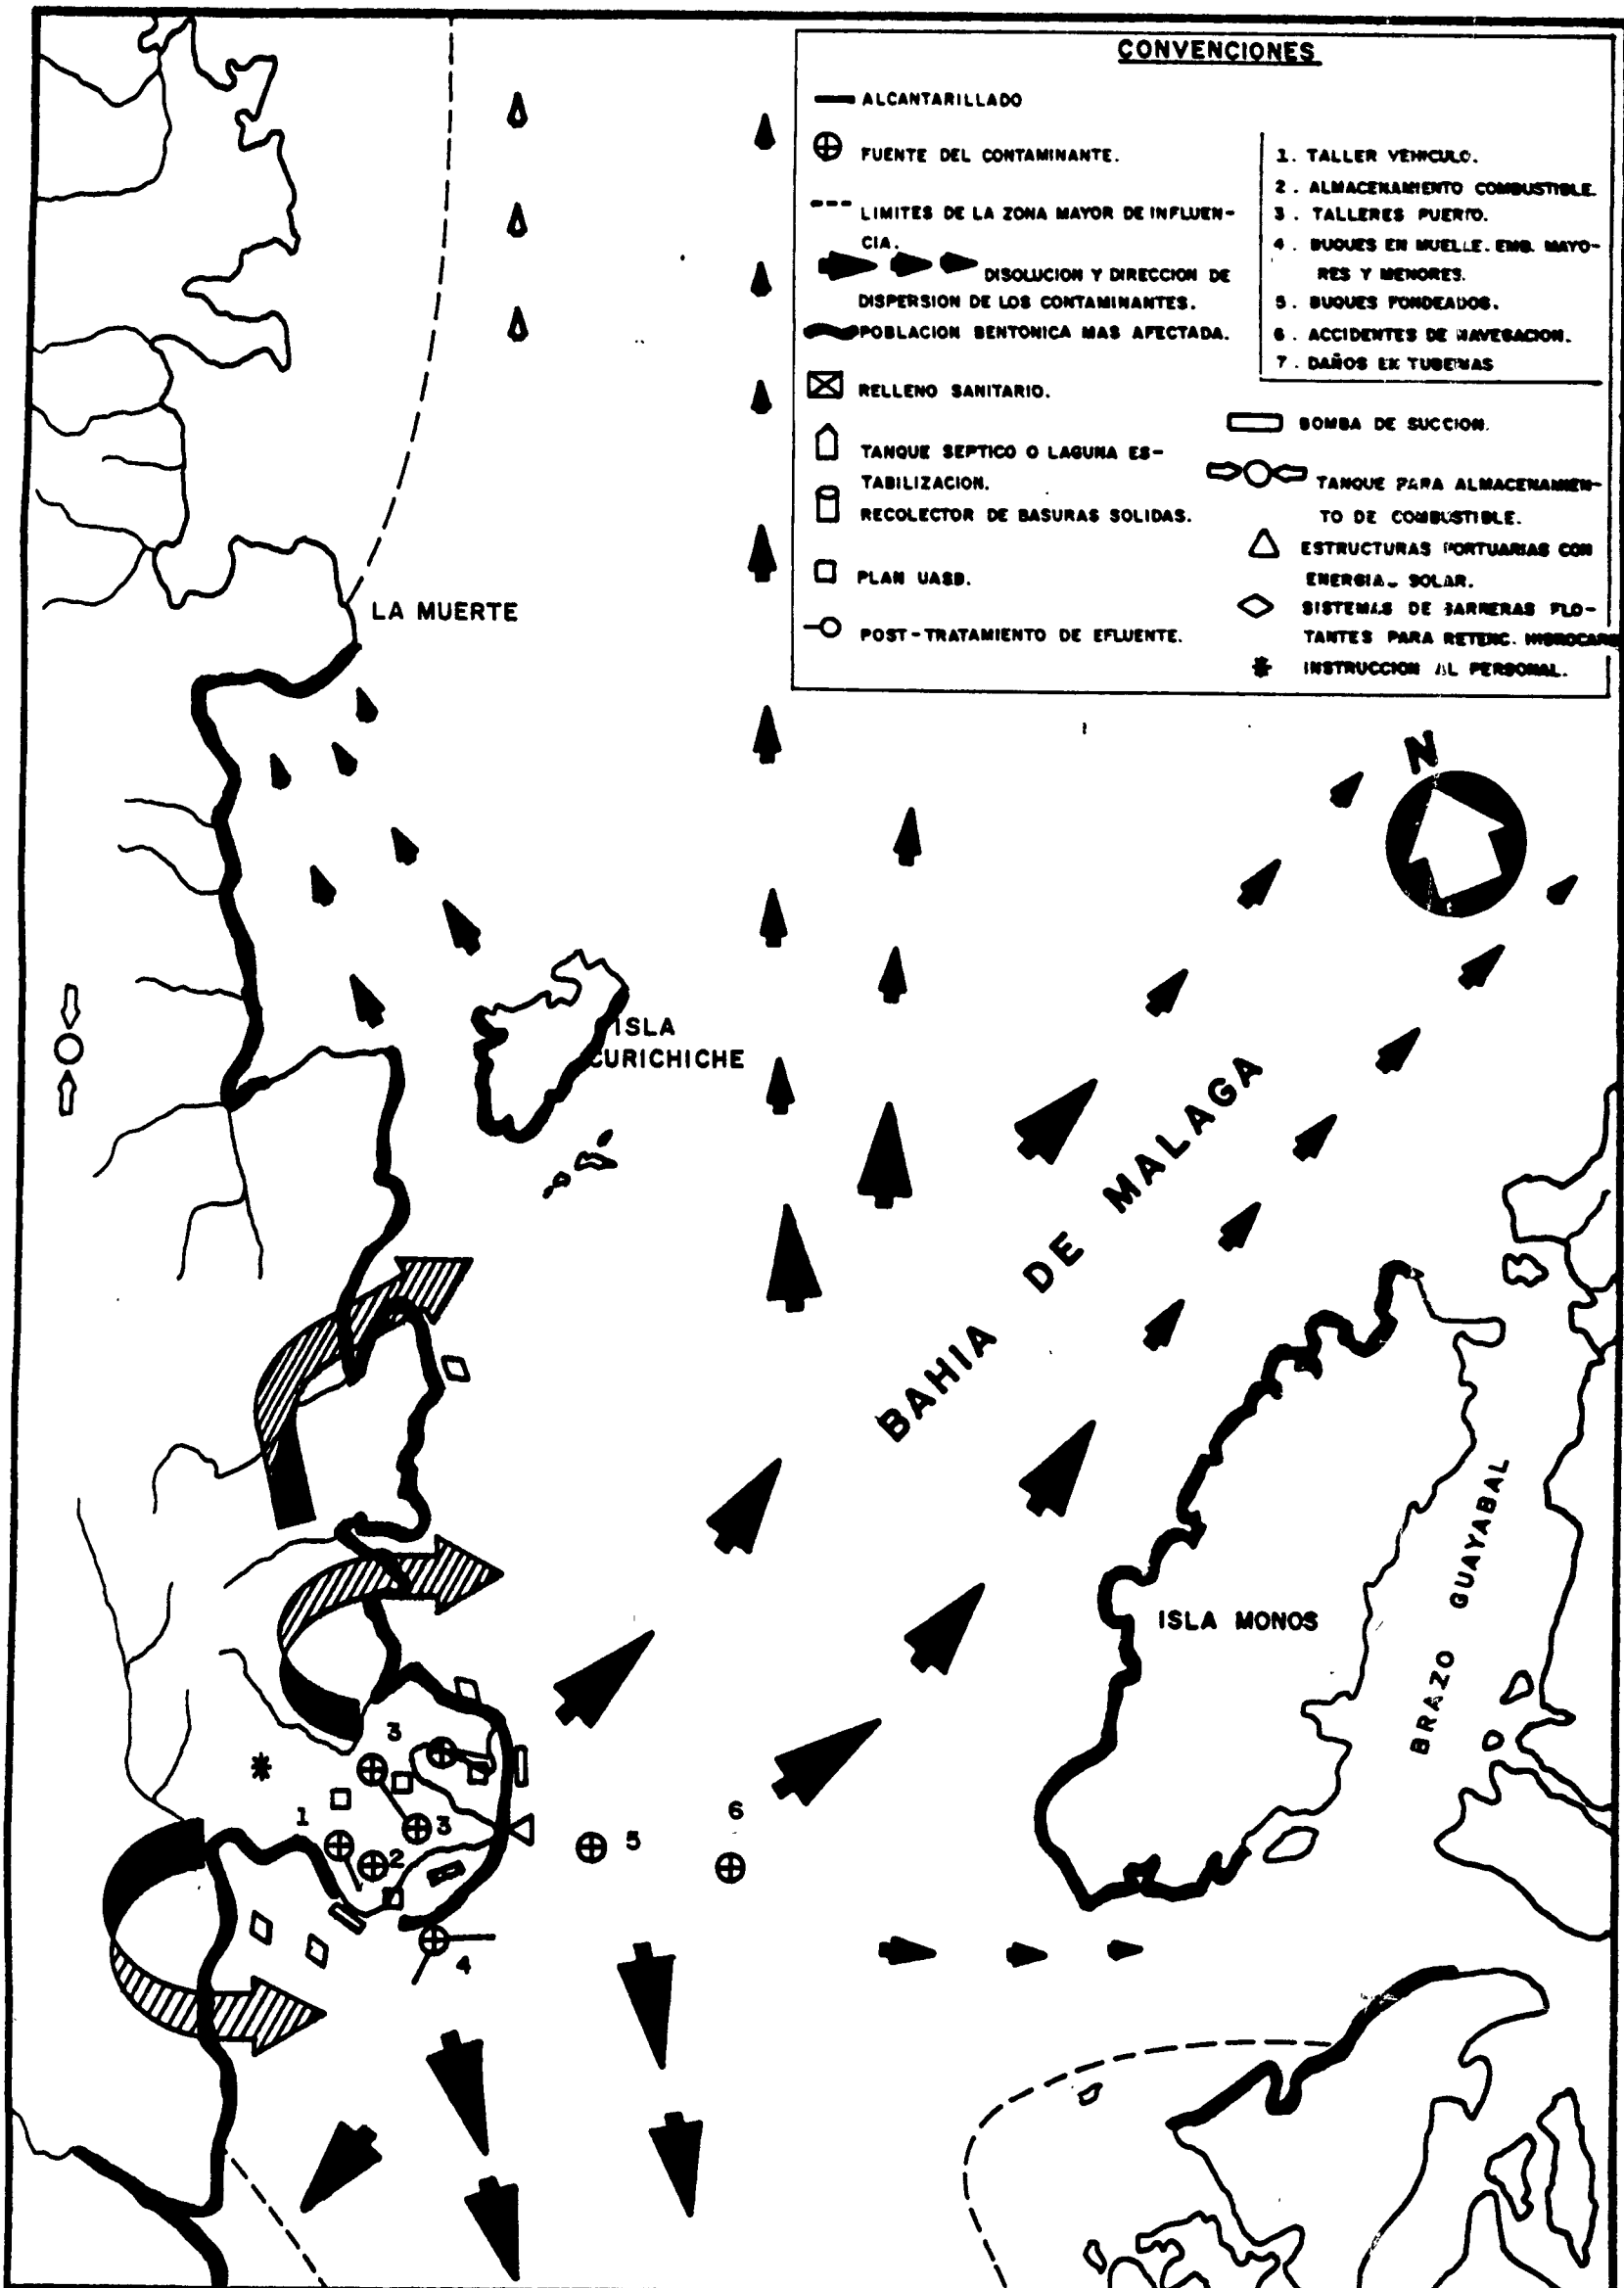 CONVENCIONES
ALCANTARILLADO
FUENTE DEL CONTAMINANTE.
LIMITES DE LA ZONA MAYOR DE INFLUEN-
CIA.
DISOLUCION Y DIRECCION DE
DISPERSION DE LOS CONTAMINANTES.
POBLACION BENTONICA MAS AFECTADA.
RELLENO SANITARIO.
TANQUE SEPTICO O LAGUNA ES-
TABILIZACION.
RECOLECTOR DE BASURAS SOLIDAS.
PLAN UASB.
POST-TRATAMIENTO DE EFLUENTE.
1. TALLER VEHICULO.
2. ALMACENAMIENTO COMBUSTIBLE.
3. TALLERES PUERTO.
4. BUQUES EN MUELLE. EMB. MAYO-
RES Y MENORES.
5. BUQUES FONDEADOS.
6. ACCIDENTES DE NAVEGACION.
7. DAÑOS EN TUBERIAS
BOMBA DE SUCCION.
TANQUE PARA ALMACENAMIEN-
TO DE COMBUSTIBLE.
ESTRUCTURAS PORTUARIAS CON
ENERGIA SOLAR.
SISTEMAS DE BARRERAS FLO-
TANTES PARA RETENC. HIDROCARB
INSTRUCCION AL PERSONAL.
LA MUERTE
N
ISLA
CURICHICHE
BAHIA DE MALAGA
ISLA MONOS
BRAZO GUAYABAL
3
1
3
2
6
5
4